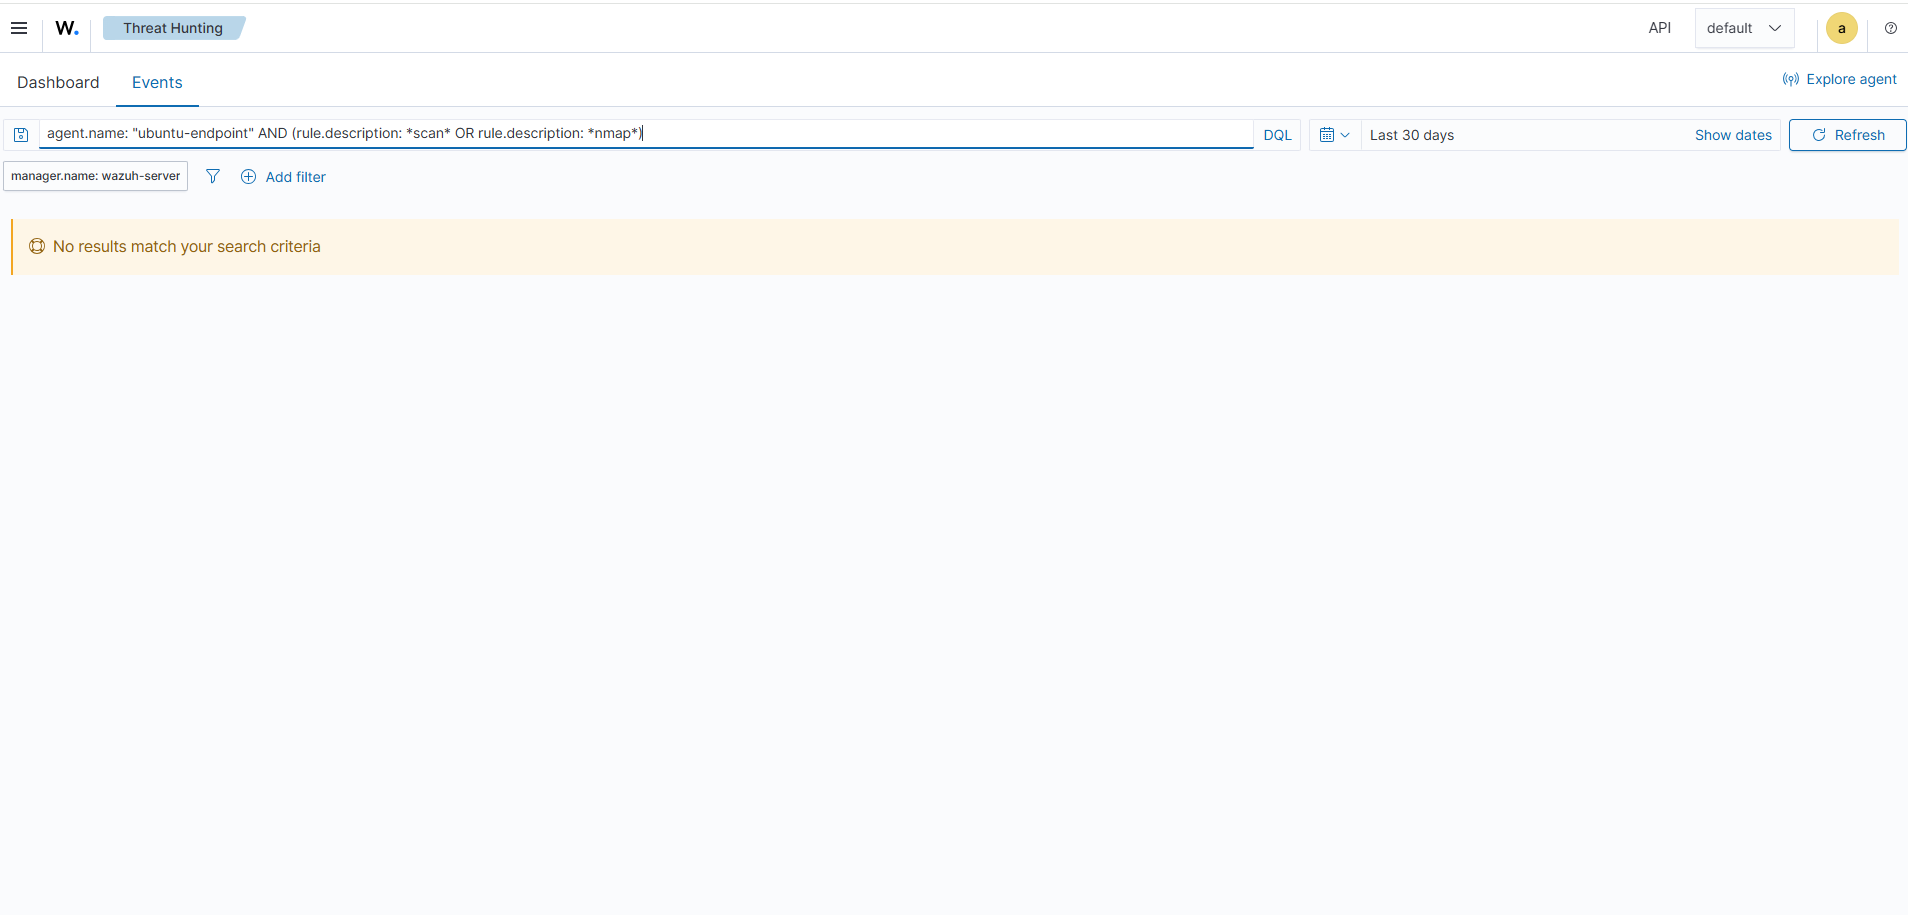 W. Threat Hunting API default a
Dashboard Events Explore agent
agent.name: "ubuntu-endpoint" AND (rule.description: *scan* OR rule.description: *nmap*) DQL Last 30 days Show dates Refresh
manager.name: wazuh-server Add filter
No results match your search criteria